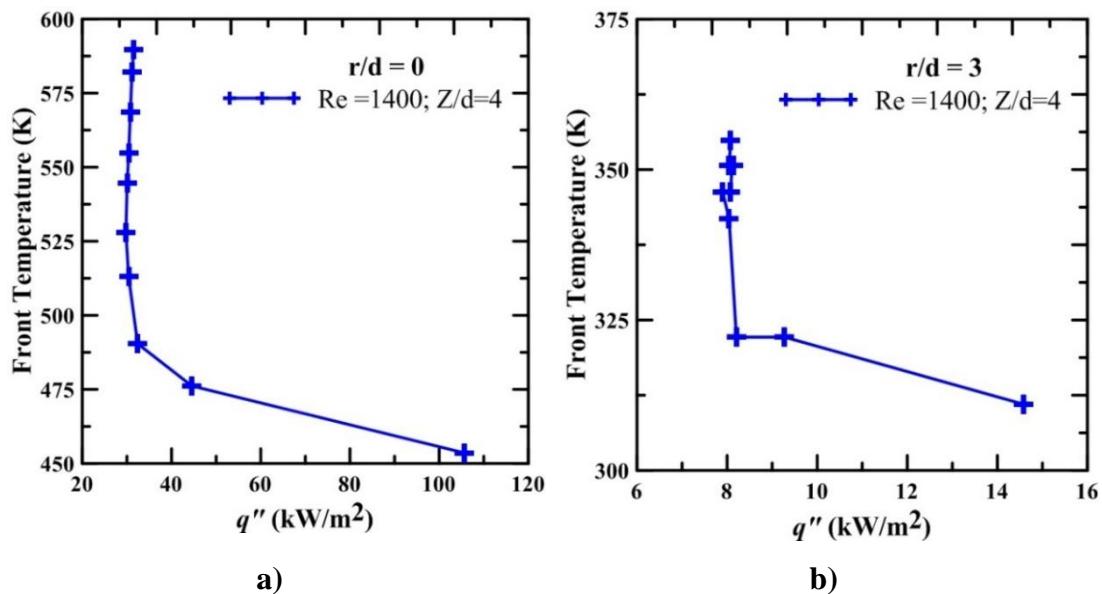 600
575
550
525
500
475
450
Front Temperature (K)
r/d = 0
Re =1400; Z/d=4
20
40
60
80
100
120
q″ (kW/m²)
a)
375
350
325
300
Front Temperature (K)
r/d = 3
Re =1400; Z/d=4
6
8
10
12
14
16
q″ (kW/m²)
b)